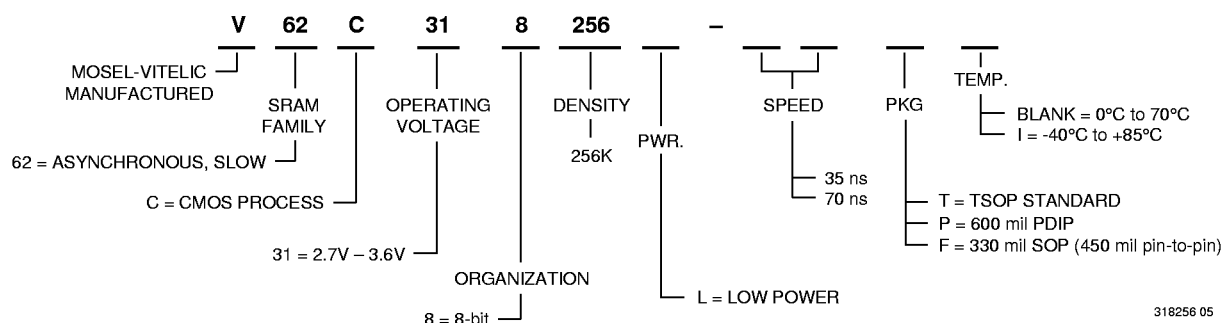 V 62 C 31 8 256 –
MOSEL-VITELIC
MANUFACTURED
SRAM
FAMILY
62 = ASYNCHRONOUS, SLOW
C = CMOS PROCESS
OPERATING
VOLTAGE
31 = 2.7V – 3.6V
ORGANIZATION
8 = 8-bit
DENSITY
256K
PWR.
L = LOW POWER
SPEED
35 ns
70 ns
PKG
T = TSOP STANDARD
P = 600 mil PDIP
F = 330 mil SOP (450 mil pin-to-pin)
TEMP.
BLANK = 0°C to 70°C
I = -40°C to +85°C
318256 05